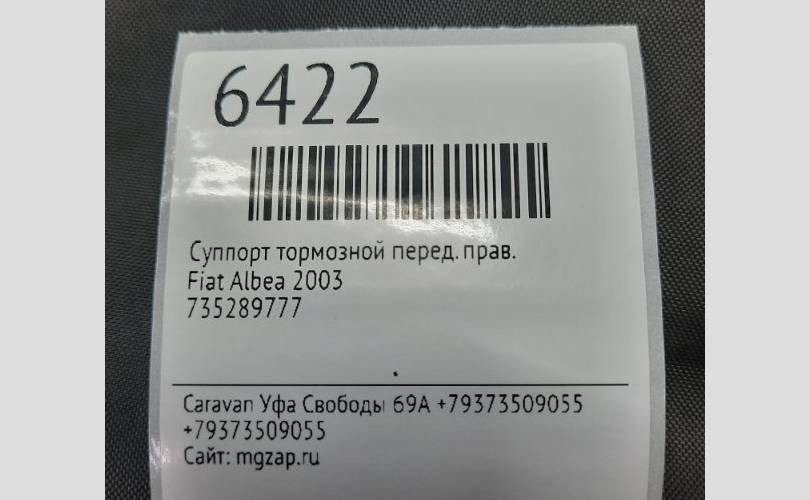 6422
Суппорт тормозной перед. прав.
Fiat Albea 2003
735289777
Caravan Уфа Свободы 69А +79373509055
+79373509055
Сайт: mgzap.ru